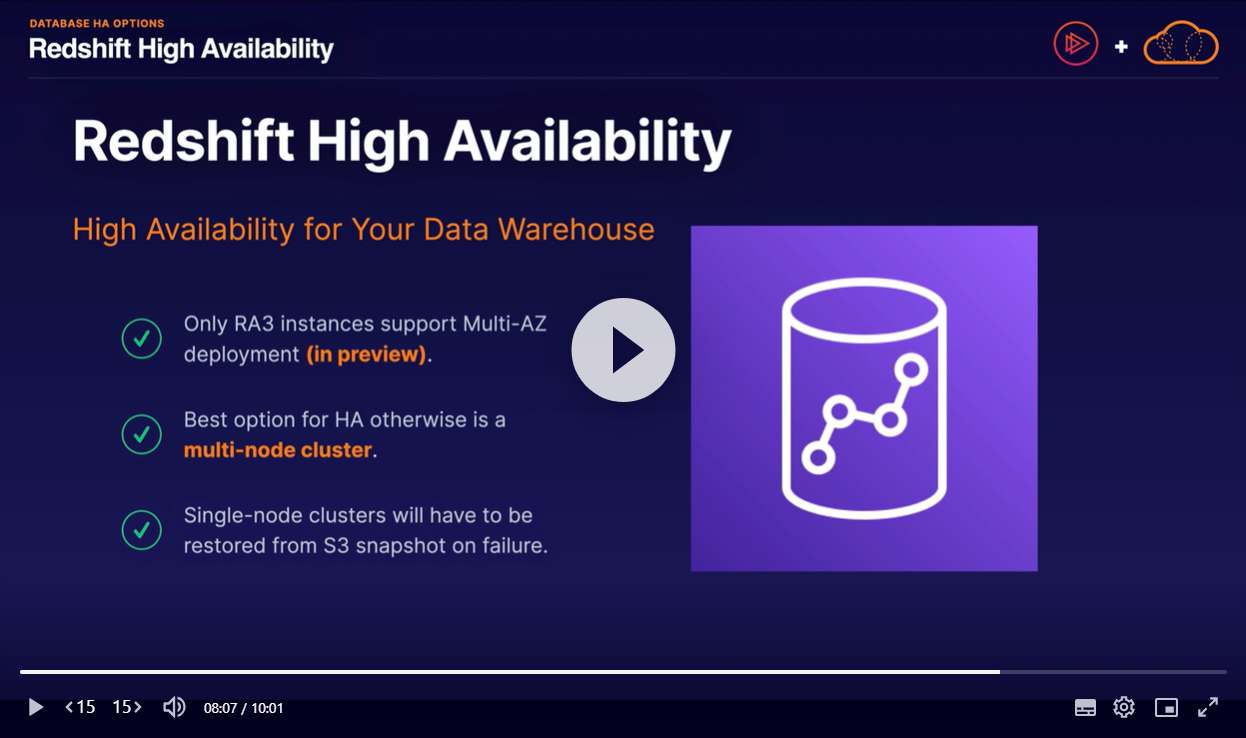 DATABASE HA OPTIONS
Redshift High Availability
Redshift High Availability
High Availability for Your Data Warehouse
Only RA3 instances support Multi-AZ
deployment (in preview).
Best option for HA otherwise is a
multi-node cluster.
Single-node clusters will have to be
restored from S3 snapshot on failure.
15 15 08:07 / 10:01